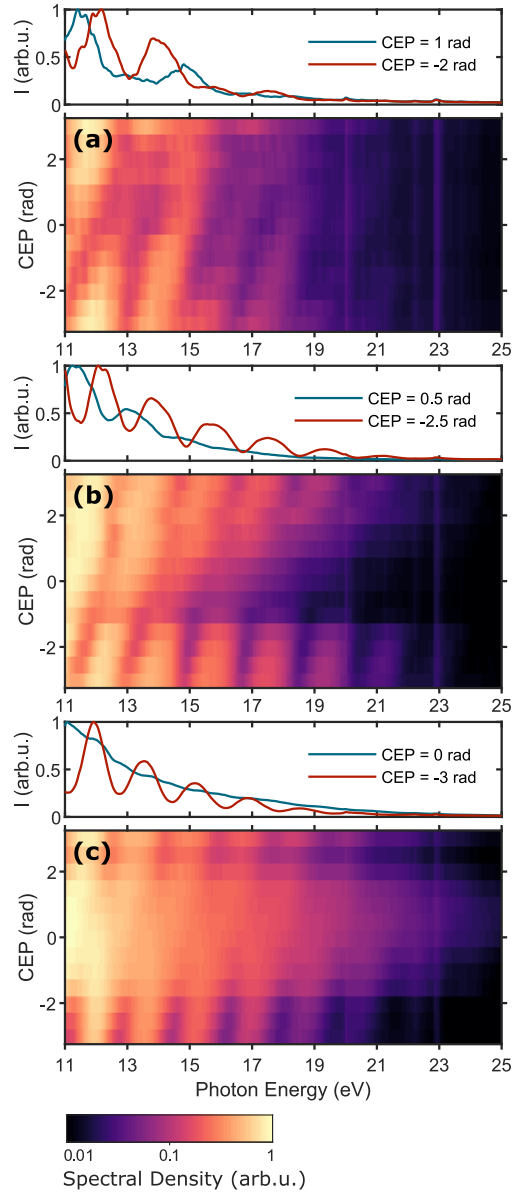 1
0.5
0
I (arb.u.)
CEP = 1 rad
CEP = -2 rad
(a)
2
0
-2
CEP (rad)
11 13 15 17 19 21 23 25
1
0.5
0
I (arb.u.)
CEP = 0.5 rad
CEP = -2.5 rad
(b)
2
0
-2
CEP (rad)
11 13 15 17 19 21 23 25
1
0.5
0
I (arb.u.)
CEP = 0 rad
CEP = -3 rad
(c)
2
0
-2
CEP (rad)
11 13 15 17 19 21 23 25
Photon Energy (eV)
0.01 0.1 1
Spectral Density (arb.u.)